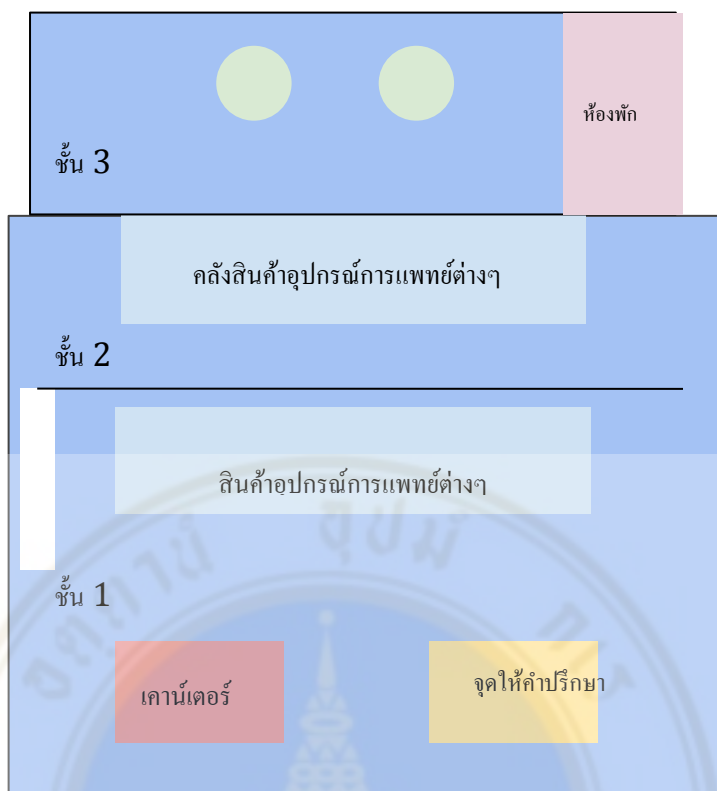 ห้องพัก
ชั้น 3
คลังสินค้าอุปกรณ์การแพทย์ต่างๆ
ชั้น 2
สินค้าอุปกรณ์การแพทย์ต่างๆ
ชั้น 1
เคาน์เตอร์
จุดให้คำปรึกษา